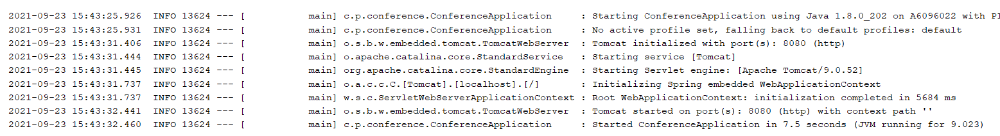 2021-09-23 15:43:25.926  INFO 13624 --- [           main] c.p.conference.ConferenceApplication     : Starting ConferenceApplication using Java 1.8.0_202 on A6096022 with
2021-09-23 15:43:25.931  INFO 13624 --- [           main] c.p.conference.ConferenceApplication     : No active profile set, falling back to default profiles: default
2021-09-23 15:43:31.406  INFO 13624 --- [           main] o.s.b.w.embedded.tomcat.TomcatWebServer  : Tomcat initialized with port(s): 8080 (http)
2021-09-23 15:43:31.444  INFO 13624 --- [           main] o.apache.catalina.core.StandardService   : Starting service [Tomcat]
2021-09-23 15:43:31.445  INFO 13624 --- [           main] org.apache.catalina.core.StandardEngine  : Starting Servlet engine: [Apache Tomcat/9.0.52]
2021-09-23 15:43:31.737  INFO 13624 --- [           main] o.a.c.c.C.[Tomcat].[localhost].[/]       : Initializing Spring embedded WebApplicationContext
2021-09-23 15:43:31.737  INFO 13624 --- [           main] w.s.c.ServletWebServerApplicationContext : Root WebApplicationContext: initialization completed in 5684 ms
2021-09-23 15:43:32.441  INFO 13624 --- [           main] o.s.b.w.embedded.tomcat.TomcatWebServer  : Tomcat started on port(s): 8080 (http) with context path ''
2021-09-23 15:43:32.460  INFO 13624 --- [           main] c.p.conference.ConferenceApplication     : Started ConferenceApplication in 7.5 seconds (JVM running for 9.023)